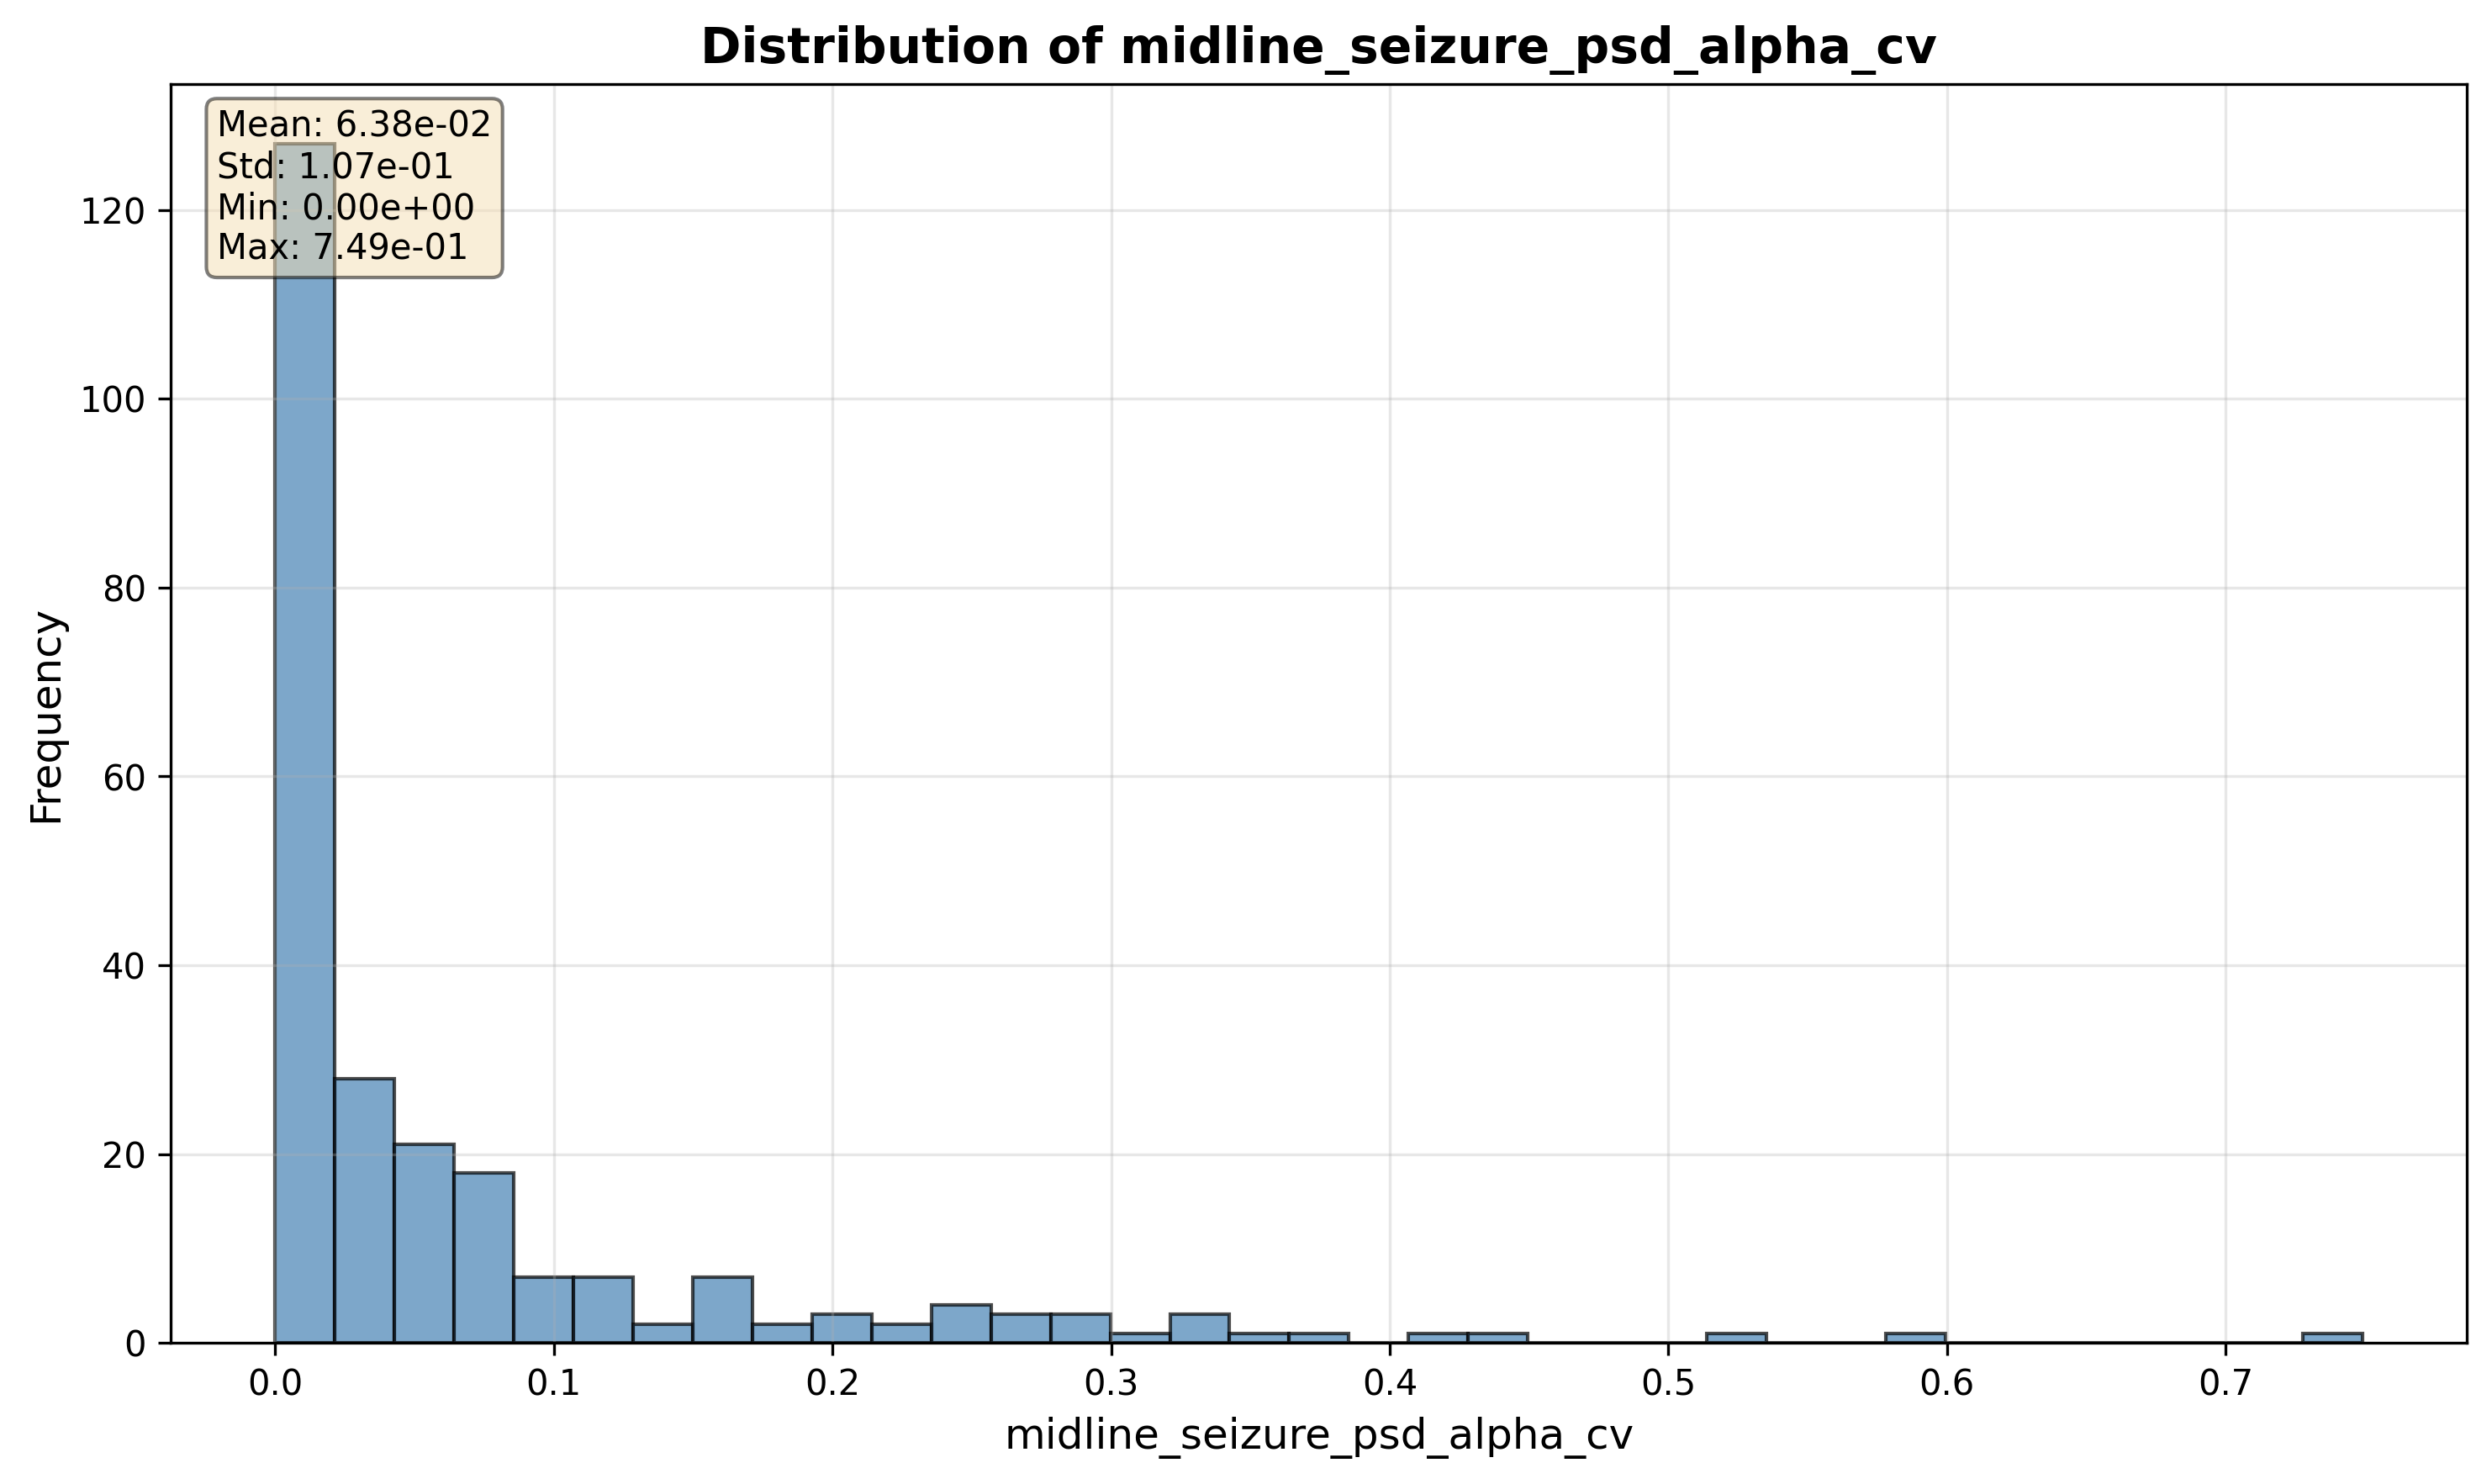 Distribution of midline_seizure_psd_alpha_cv
Mean: 6.38e-02
Std: 1.07e-01
Min: 0.00e+00
Max: 7.49e-01
120
100
80
60
40
20
0
Frequency
0.0 0.1 0.2 0.3 0.4 0.5 0.6 0.7
midline_seizure_psd_alpha_cv